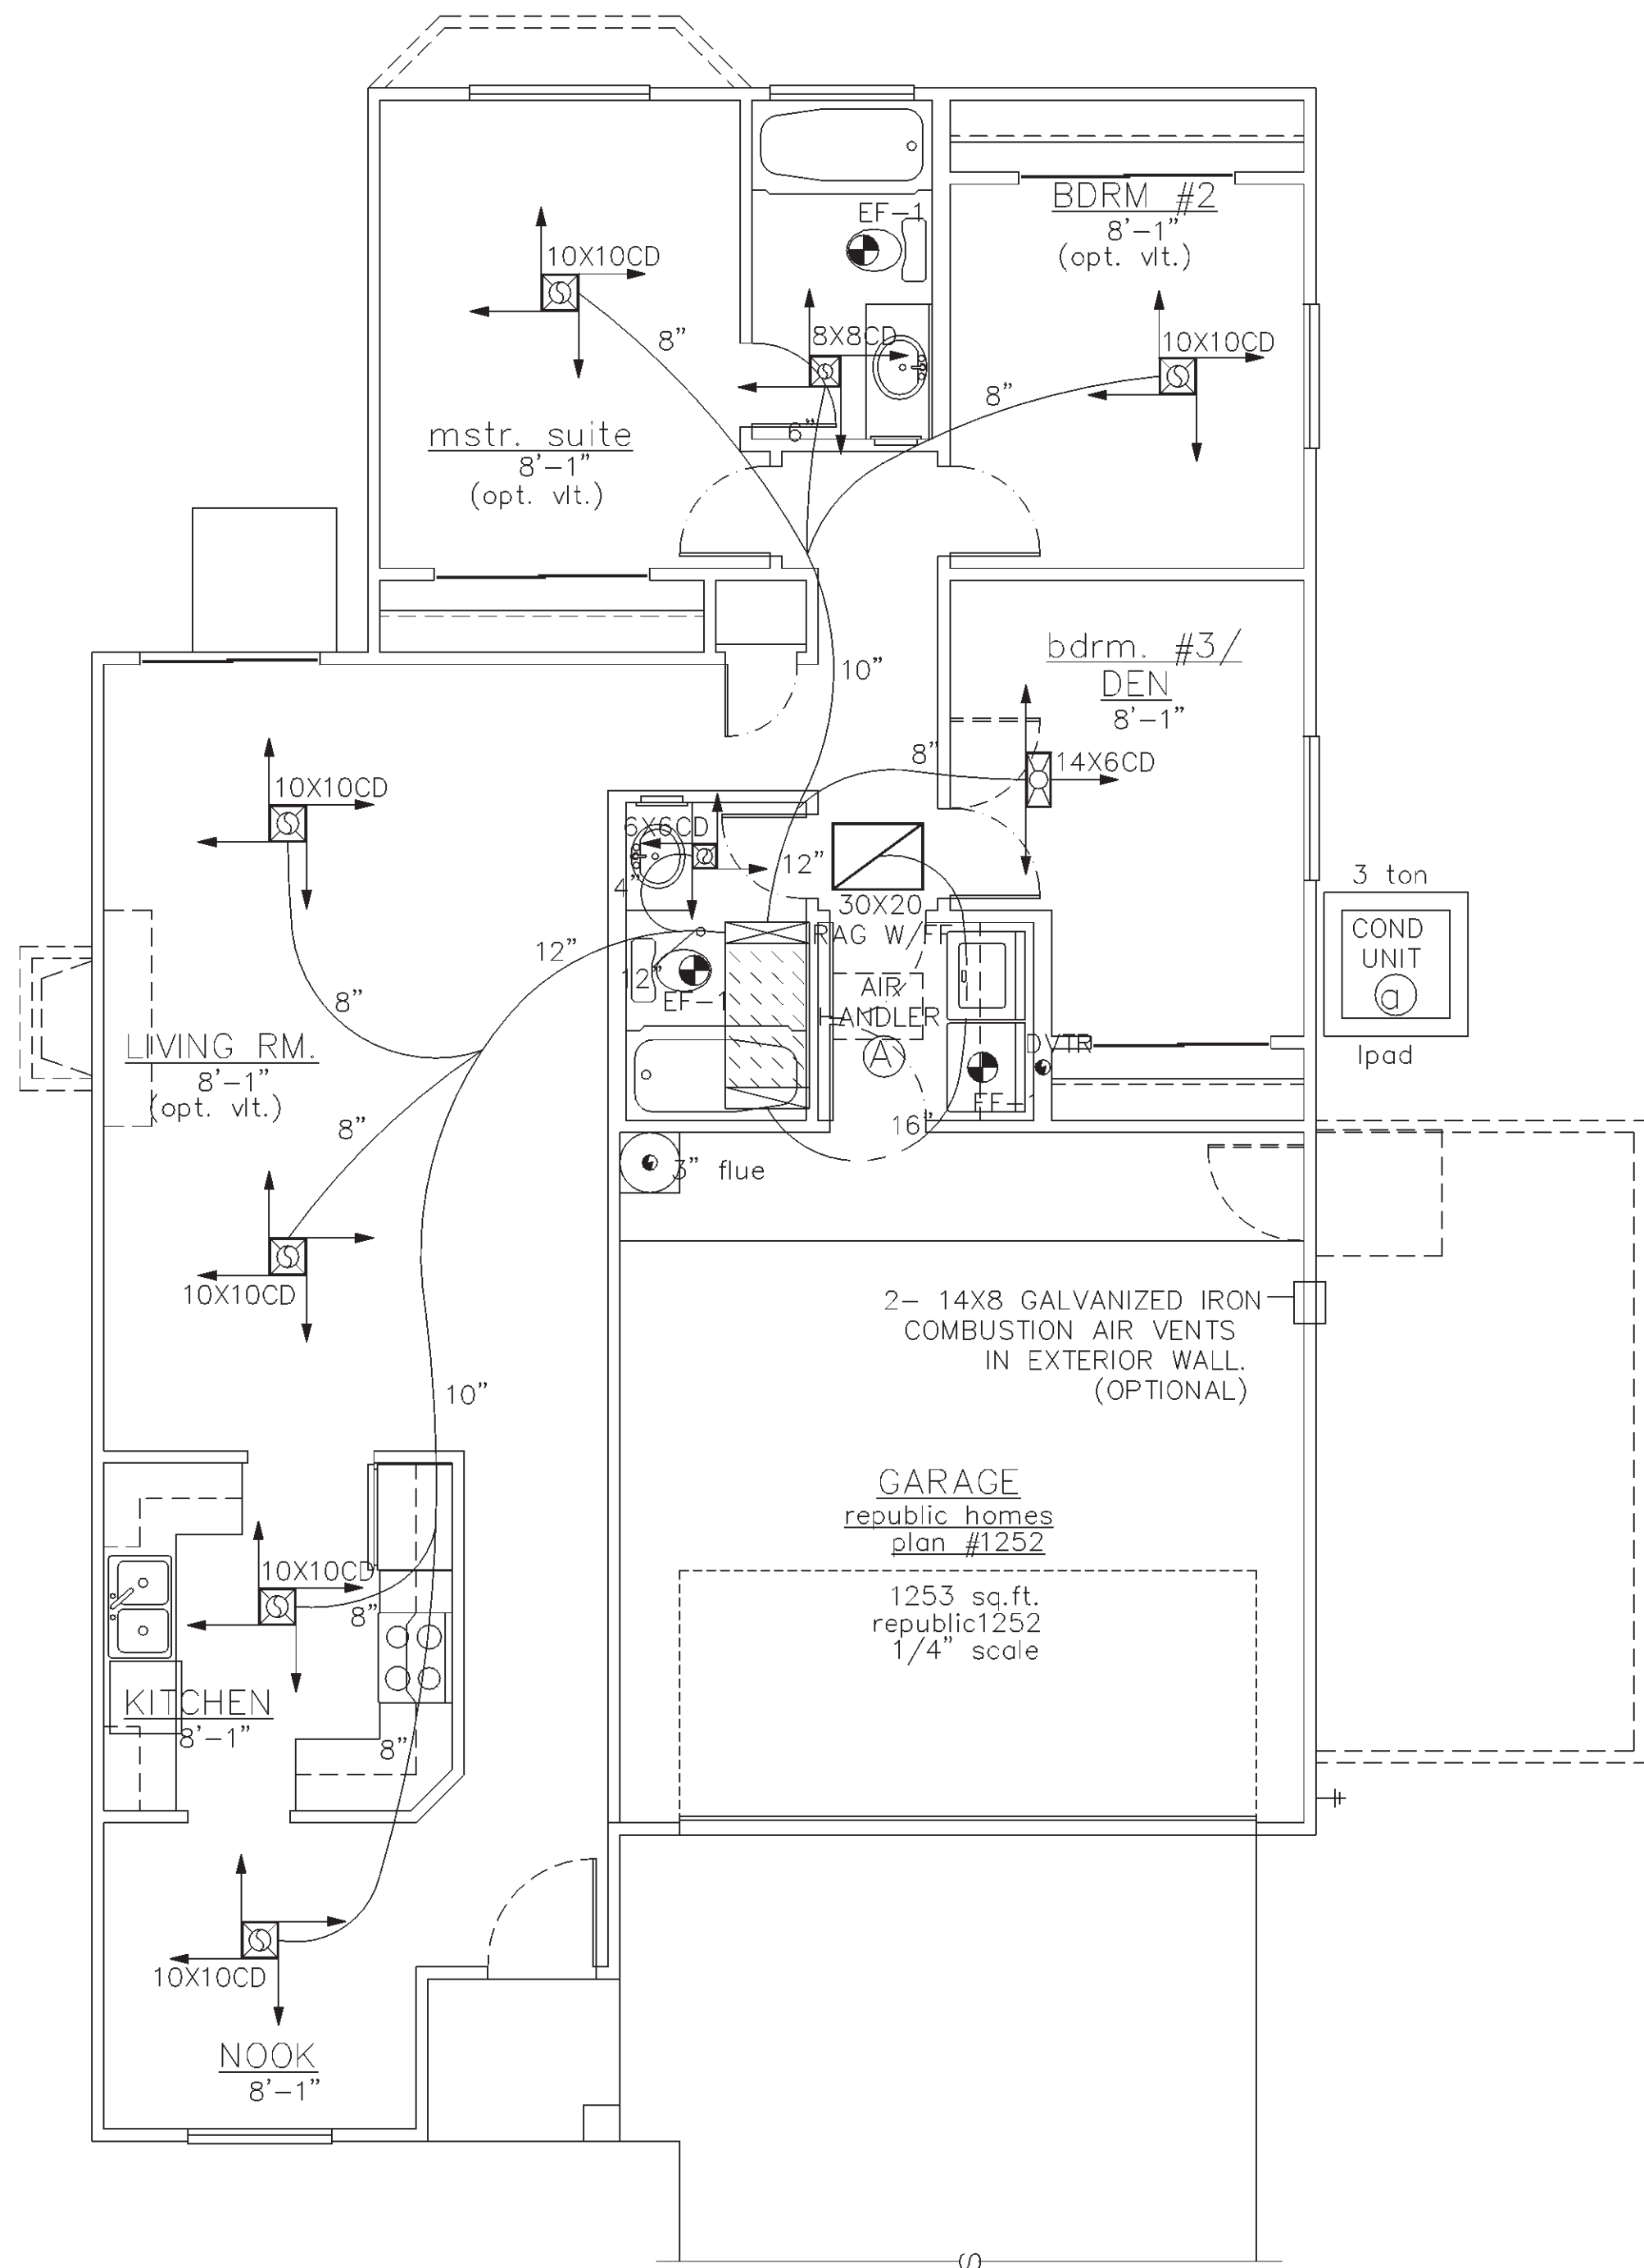 BDRM #2
8'-1"
(opt. vlt.)
EF-1
10X10CD
8"
8X8CD
10X10CD
8"
6"
mstr. suite
8'-1"
(opt. vlt.)
bdrm. #3/
DEN
8'-1"
10"
8"
14X6CD
10X10CD
6X6CD
4"
12"
30X20
RAG W/FF
3 ton
COND
UNIT
a
1pad
12"
12"
EF-1
AIR
HANDLER
A
DVTR
EF-1
16"
8"
LIVING RM.
8'-1"
(opt. vlt.)
8"
3" flue
10X10CD
2- 14X8 GALVANIZED IRON
COMBUSTION AIR VENTS
IN EXTERIOR WALL.
(OPTIONAL)
10"
GARAGE
republic homes
plan #1252
1253 sq.ft.
republic1252
1/4" scale
10X10CD
8"
KITCHEN
8'-1"
8"
10X10CD
NOOK
8'-1"
S